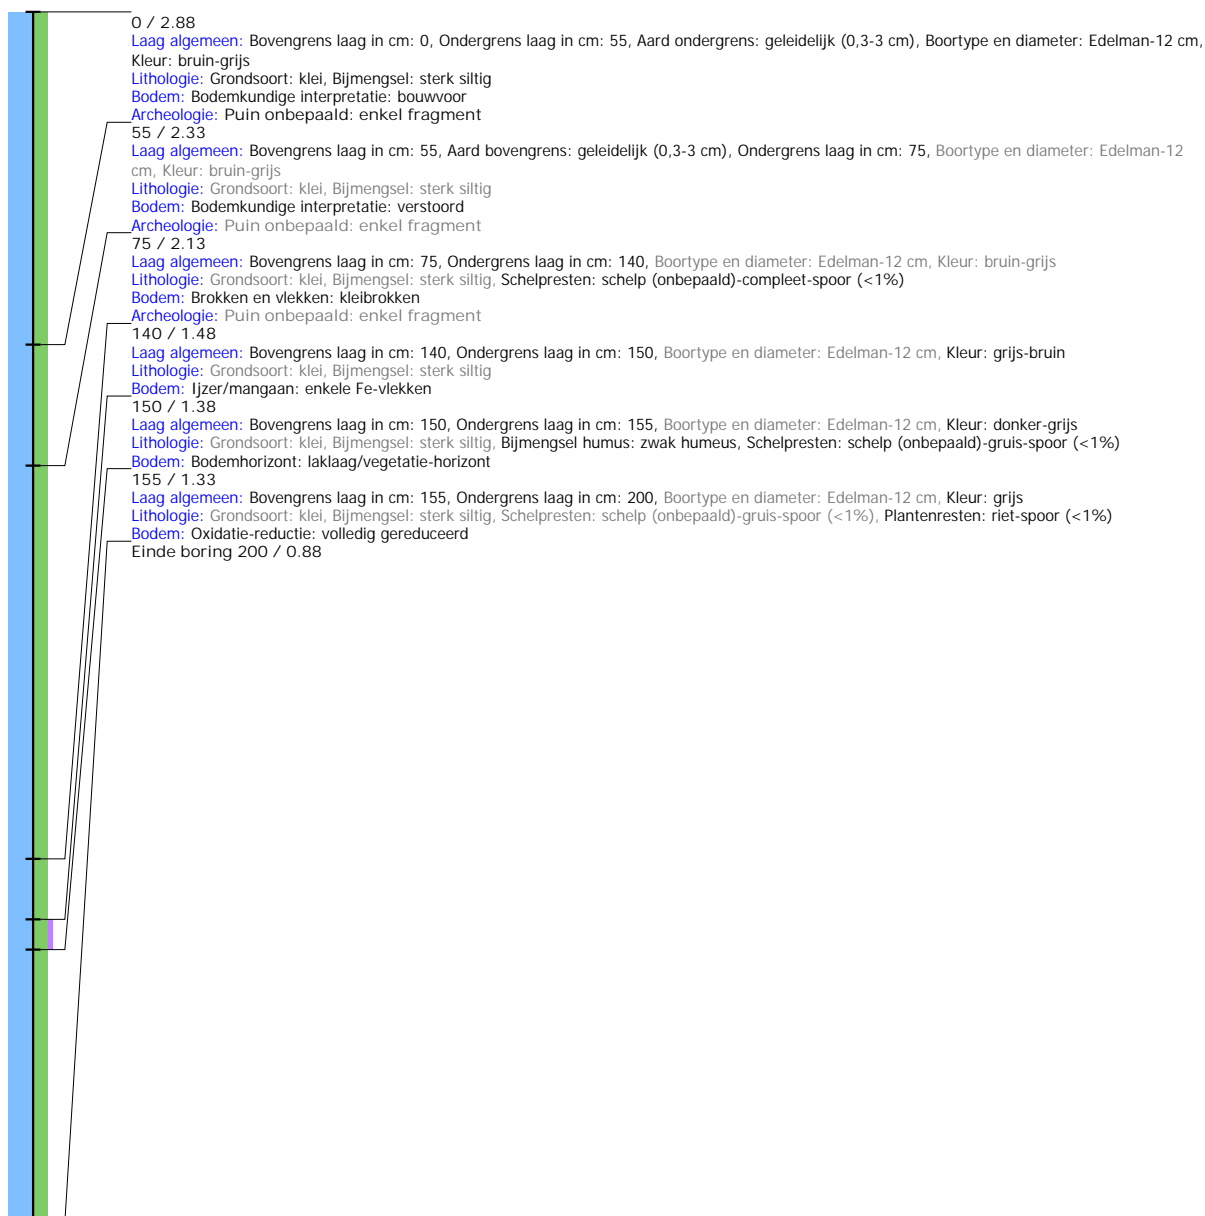 0 / 2.88
Laag algemeen: Bovengrens laag in cm: 0, Ondergrens laag in cm: 55, Aard ondergrens: geleidelijk (0,3-3 cm), Boortype en diameter: Edelman-12 cm,
Kleur: bruin-grijs
Lithologie: Grondsoort: klei, Bijmengsel: sterk siltig
Bodem: Bodemkundige interpretatie: bouwvoor
Archeologie: Puin onbepaald: enkel fragment
55 / 2.33
Laag algemeen: Bovengrens laag in cm: 55, Aard bovengrens: geleidelijk (0,3-3 cm), Ondergrens laag in cm: 75, Boortype en diameter: Edelman-12
cm, Kleur: bruin-grijs
Lithologie: Grondsoort: klei, Bijmengsel: sterk siltig
Bodem: Bodemkundige interpretatie: verstoord
Archeologie: Puin onbepaald: enkel fragment
75 / 2.13
Laag algemeen: Bovengrens laag in cm: 75, Ondergrens laag in cm: 140, Boortype en diameter: Edelman-12 cm, Kleur: bruin-grijs
Lithologie: Grondsoort: klei, Bijmengsel: sterk siltig, Schelpresten: schelp (onbepaald)-compleet-spoor (<1%)
Bodem: Brokken en vlekken: kleibrokken
Archeologie: Puin onbepaald: enkel fragment
140 / 1.48
Laag algemeen: Bovengrens laag in cm: 140, Ondergrens laag in cm: 150, Boortype en diameter: Edelman-12 cm, Kleur: grijs-bruin
Lithologie: Grondsoort: klei, Bijmengsel: sterk siltig
Bodem: Ijzer/mangaan: enkele Fe-vlekken
150 / 1.38
Laag algemeen: Bovengrens laag in cm: 150, Ondergrens laag in cm: 155, Boortype en diameter: Edelman-12 cm, Kleur: donker-grijs
Lithologie: Grondsoort: klei, Bijmengsel: sterk siltig, Bijmengsel humus: zwak humeus, Schelpresten: schelp (onbepaald)-gruis-spoor (<1%)
Bodem: Bodemhorizont: laklaag/vegetatie-horizont
155 / 1.33
Laag algemeen: Bovengrens laag in cm: 155, Ondergrens laag in cm: 200, Boortype en diameter: Edelman-12 cm, Kleur: grijs
Lithologie: Grondsoort: klei, Bijmengsel: sterk siltig, Schelpresten: schelp (onbepaald)-gruis-spoor (<1%), Plantenresten: riet-spoor (<1%)
Bodem: Oxidatie-reductie: volledig gereduceerd
Einde boring 200 / 0.88